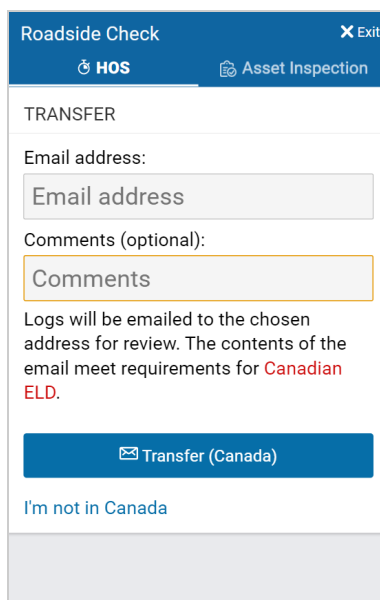 Roadside Check
Exit
HOS
Asset Inspection
TRANSFER
Email address:
Email address
Comments (optional):
Comments
Logs will be emailed to the chosen
address for review. The contents of the
email meet requirements for Canadian
ELD.
Transfer (Canada)
I'm not in Canada